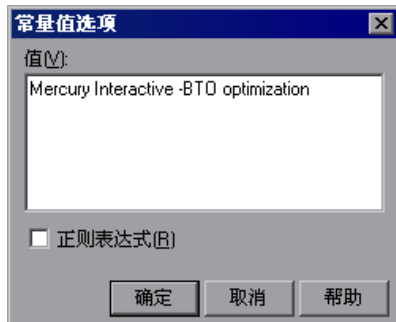 常量值选项
值(V):
Mercury Interactive -BTO optimization
正则表达式(R)
确定
取消
帮助